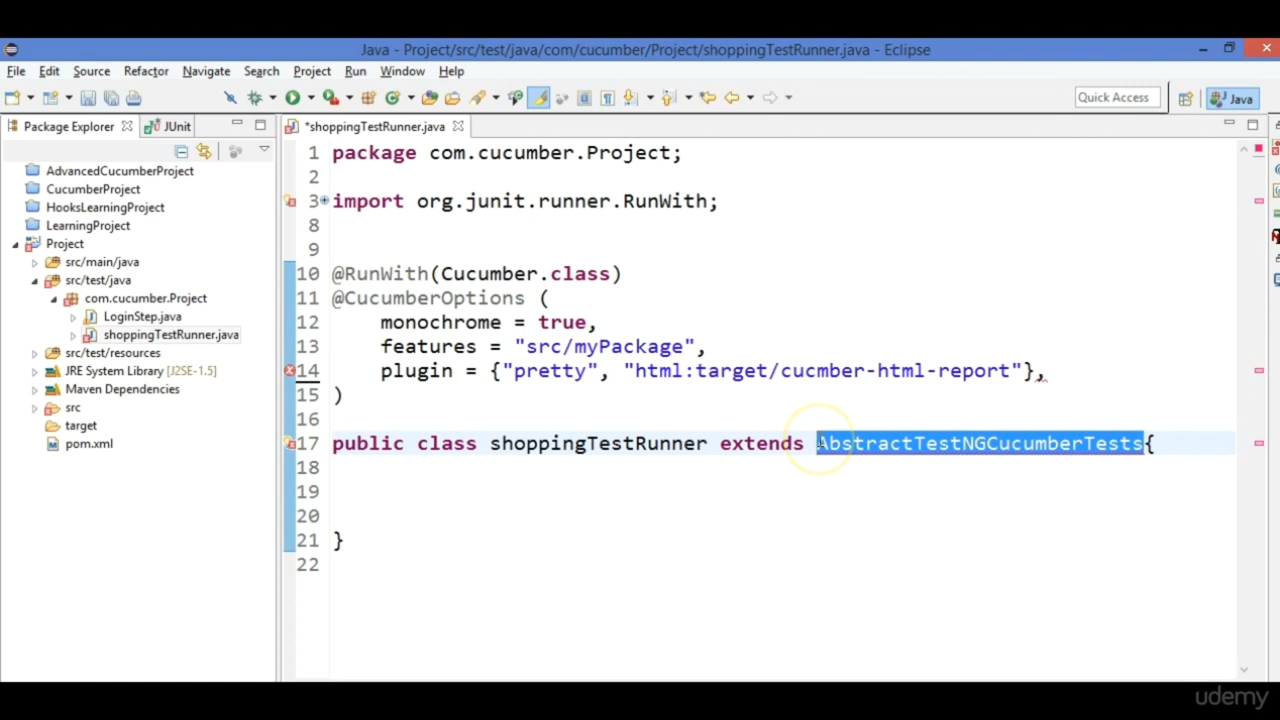 Java - Project/src/test/java/com/cucumber/Project/shoppingTestRunner.java - Eclipse
File Edit Source Refactor Navigate Search Project Run Window Help
Quick Access
Java
Package Explorer
JUnit
*shoppingTestRunner.java
AdvancedCucumberProject
CucumberProject
HooksLearningProject
LearningProject
Project
src/main/java
src/test/java
com.cucumber.Project
LoginStep.java
shoppingTestRunner.java
src/test/resources
JRE System Library [J2SE-1.5]
Maven Dependencies
src
target
pom.xml
1 package com.cucumber.Project;
2
3 import org.junit.runner.RunWith;
8
9
10 @RunWith(Cucumber.class)
11 @CucumberOptions (
12 monochrome = true,
13 features = "src/myPackage",
14 plugin = {"pretty", "html:target/cucmber-html-report"},
15 )
16
17 public class shoppingTestRunner extends AbstractTestNGCucumberTests{
18
19
20
21 }
22
udemy